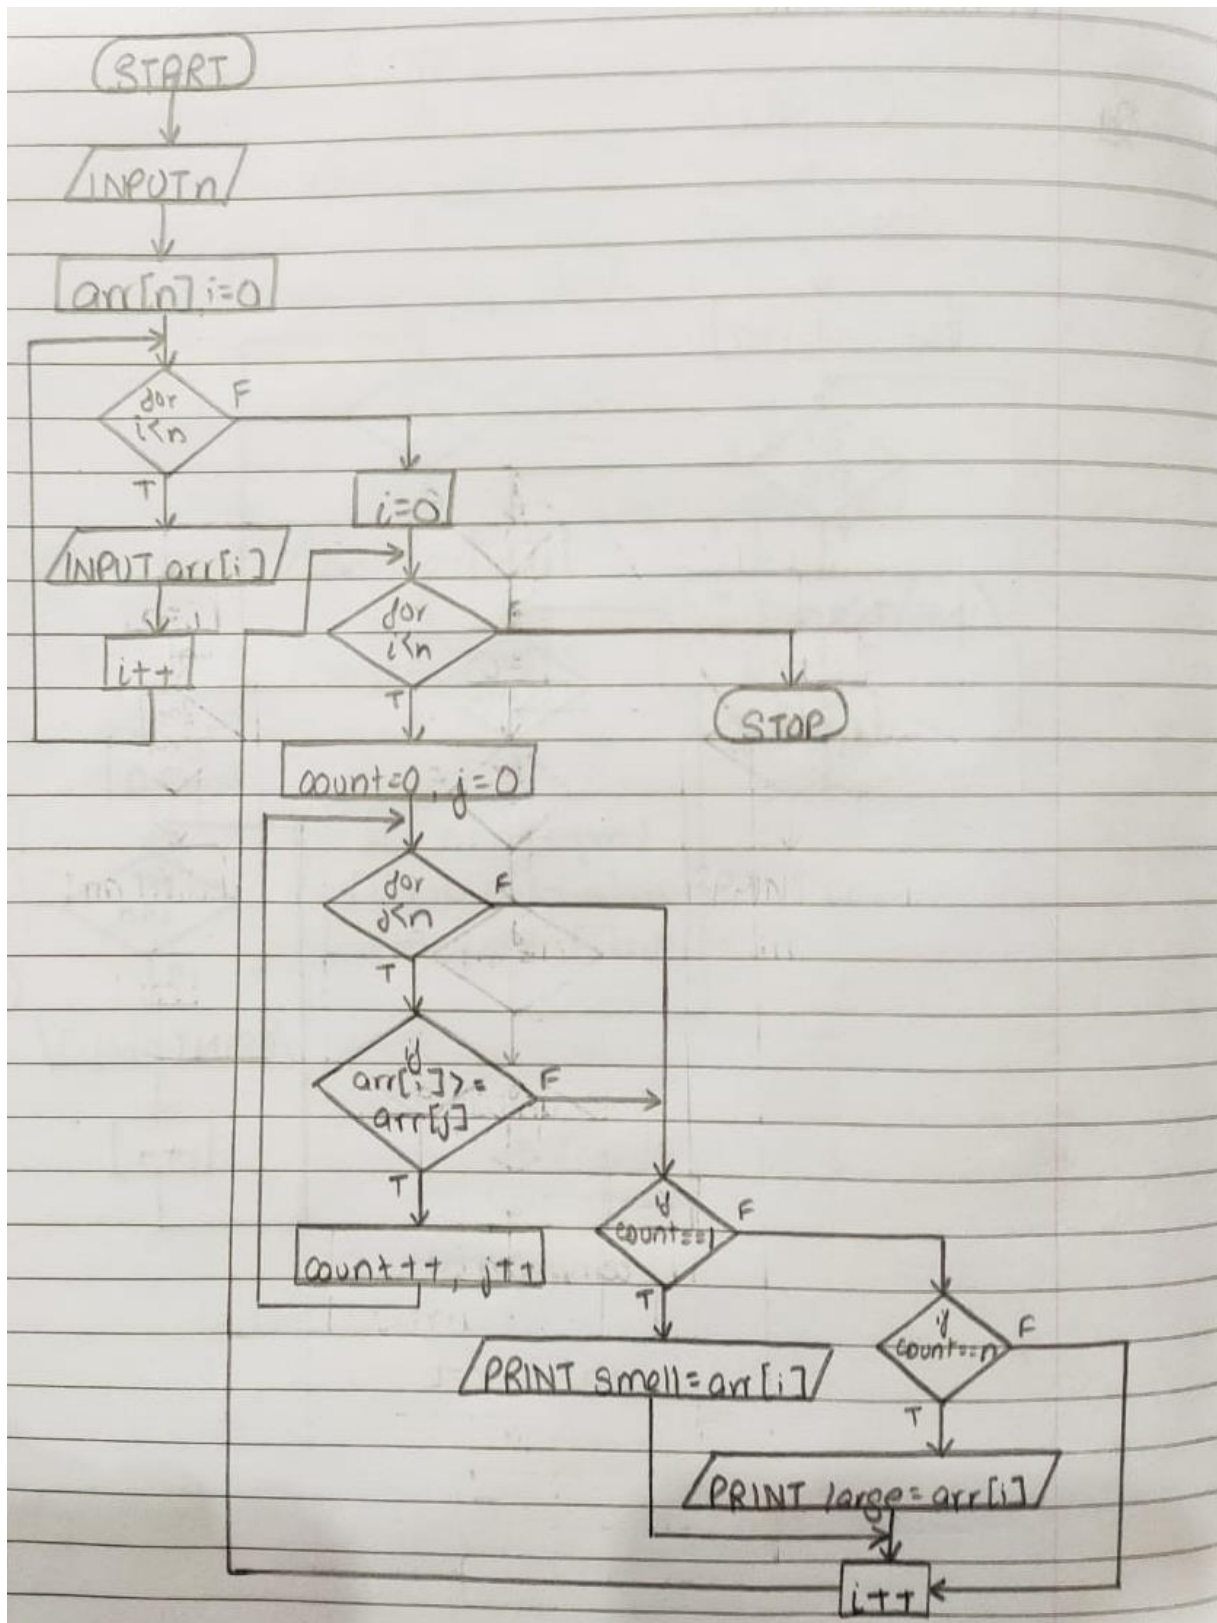 START
INPUT n
arr[n], i=0
for
i<n
F
T
INPUT arr[i]
i++
i=0
for
i<n
F
T
STOP
count=0, j=0
for
j<n
F
T
if
arr[i]>=
arr[j]
F
T
count++, j++
if
count==1
F
T
PRINT smell=arr[i]
if
count==n
F
T
PRINT large=arr[i]
i++